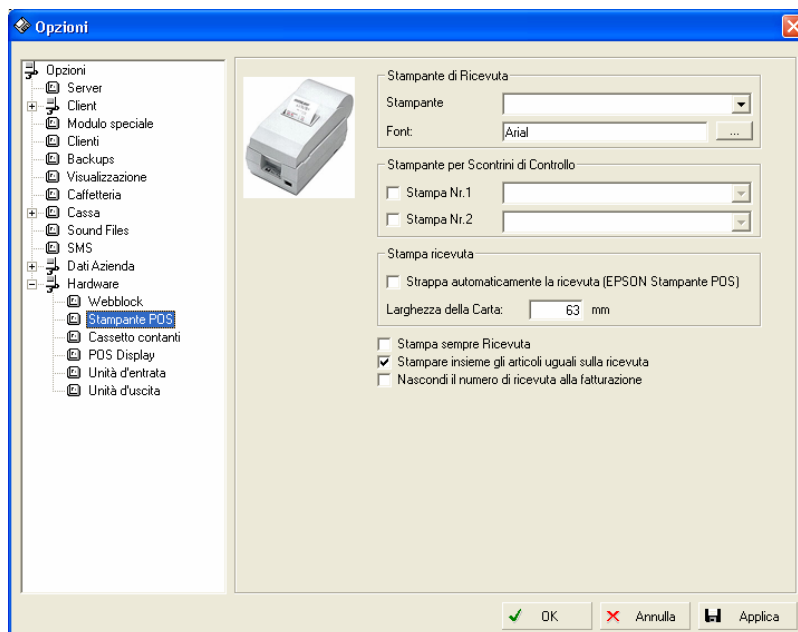 Opzioni
Opzioni
Server
Client
Modulo speciale
Clienti
Backups
Visualizzazione
Caffetteria
Cassa
Sound Files
SMS
Dati Azienda
Hardware
Webblock
Stampante POS
Cassetto contanti
POS Display
Unità d'entrata
Unità d'uscita
Stampante di Ricevuta
Stampante
Font: Arial ...
Stampante per Scontrini di Controllo
Stampa Nr.1
Stampa Nr.2
Stampa ricevuta
Strappa automaticamente la ricevuta (EPSON Stampante POS)
Larghezza della Carta: 63 mm
Stampa sempre Ricevuta
Stampare insieme gli articoli uguali sulla ricevuta
Nascondi il numero di ricevuta alla fatturazione
OK Annulla Applica